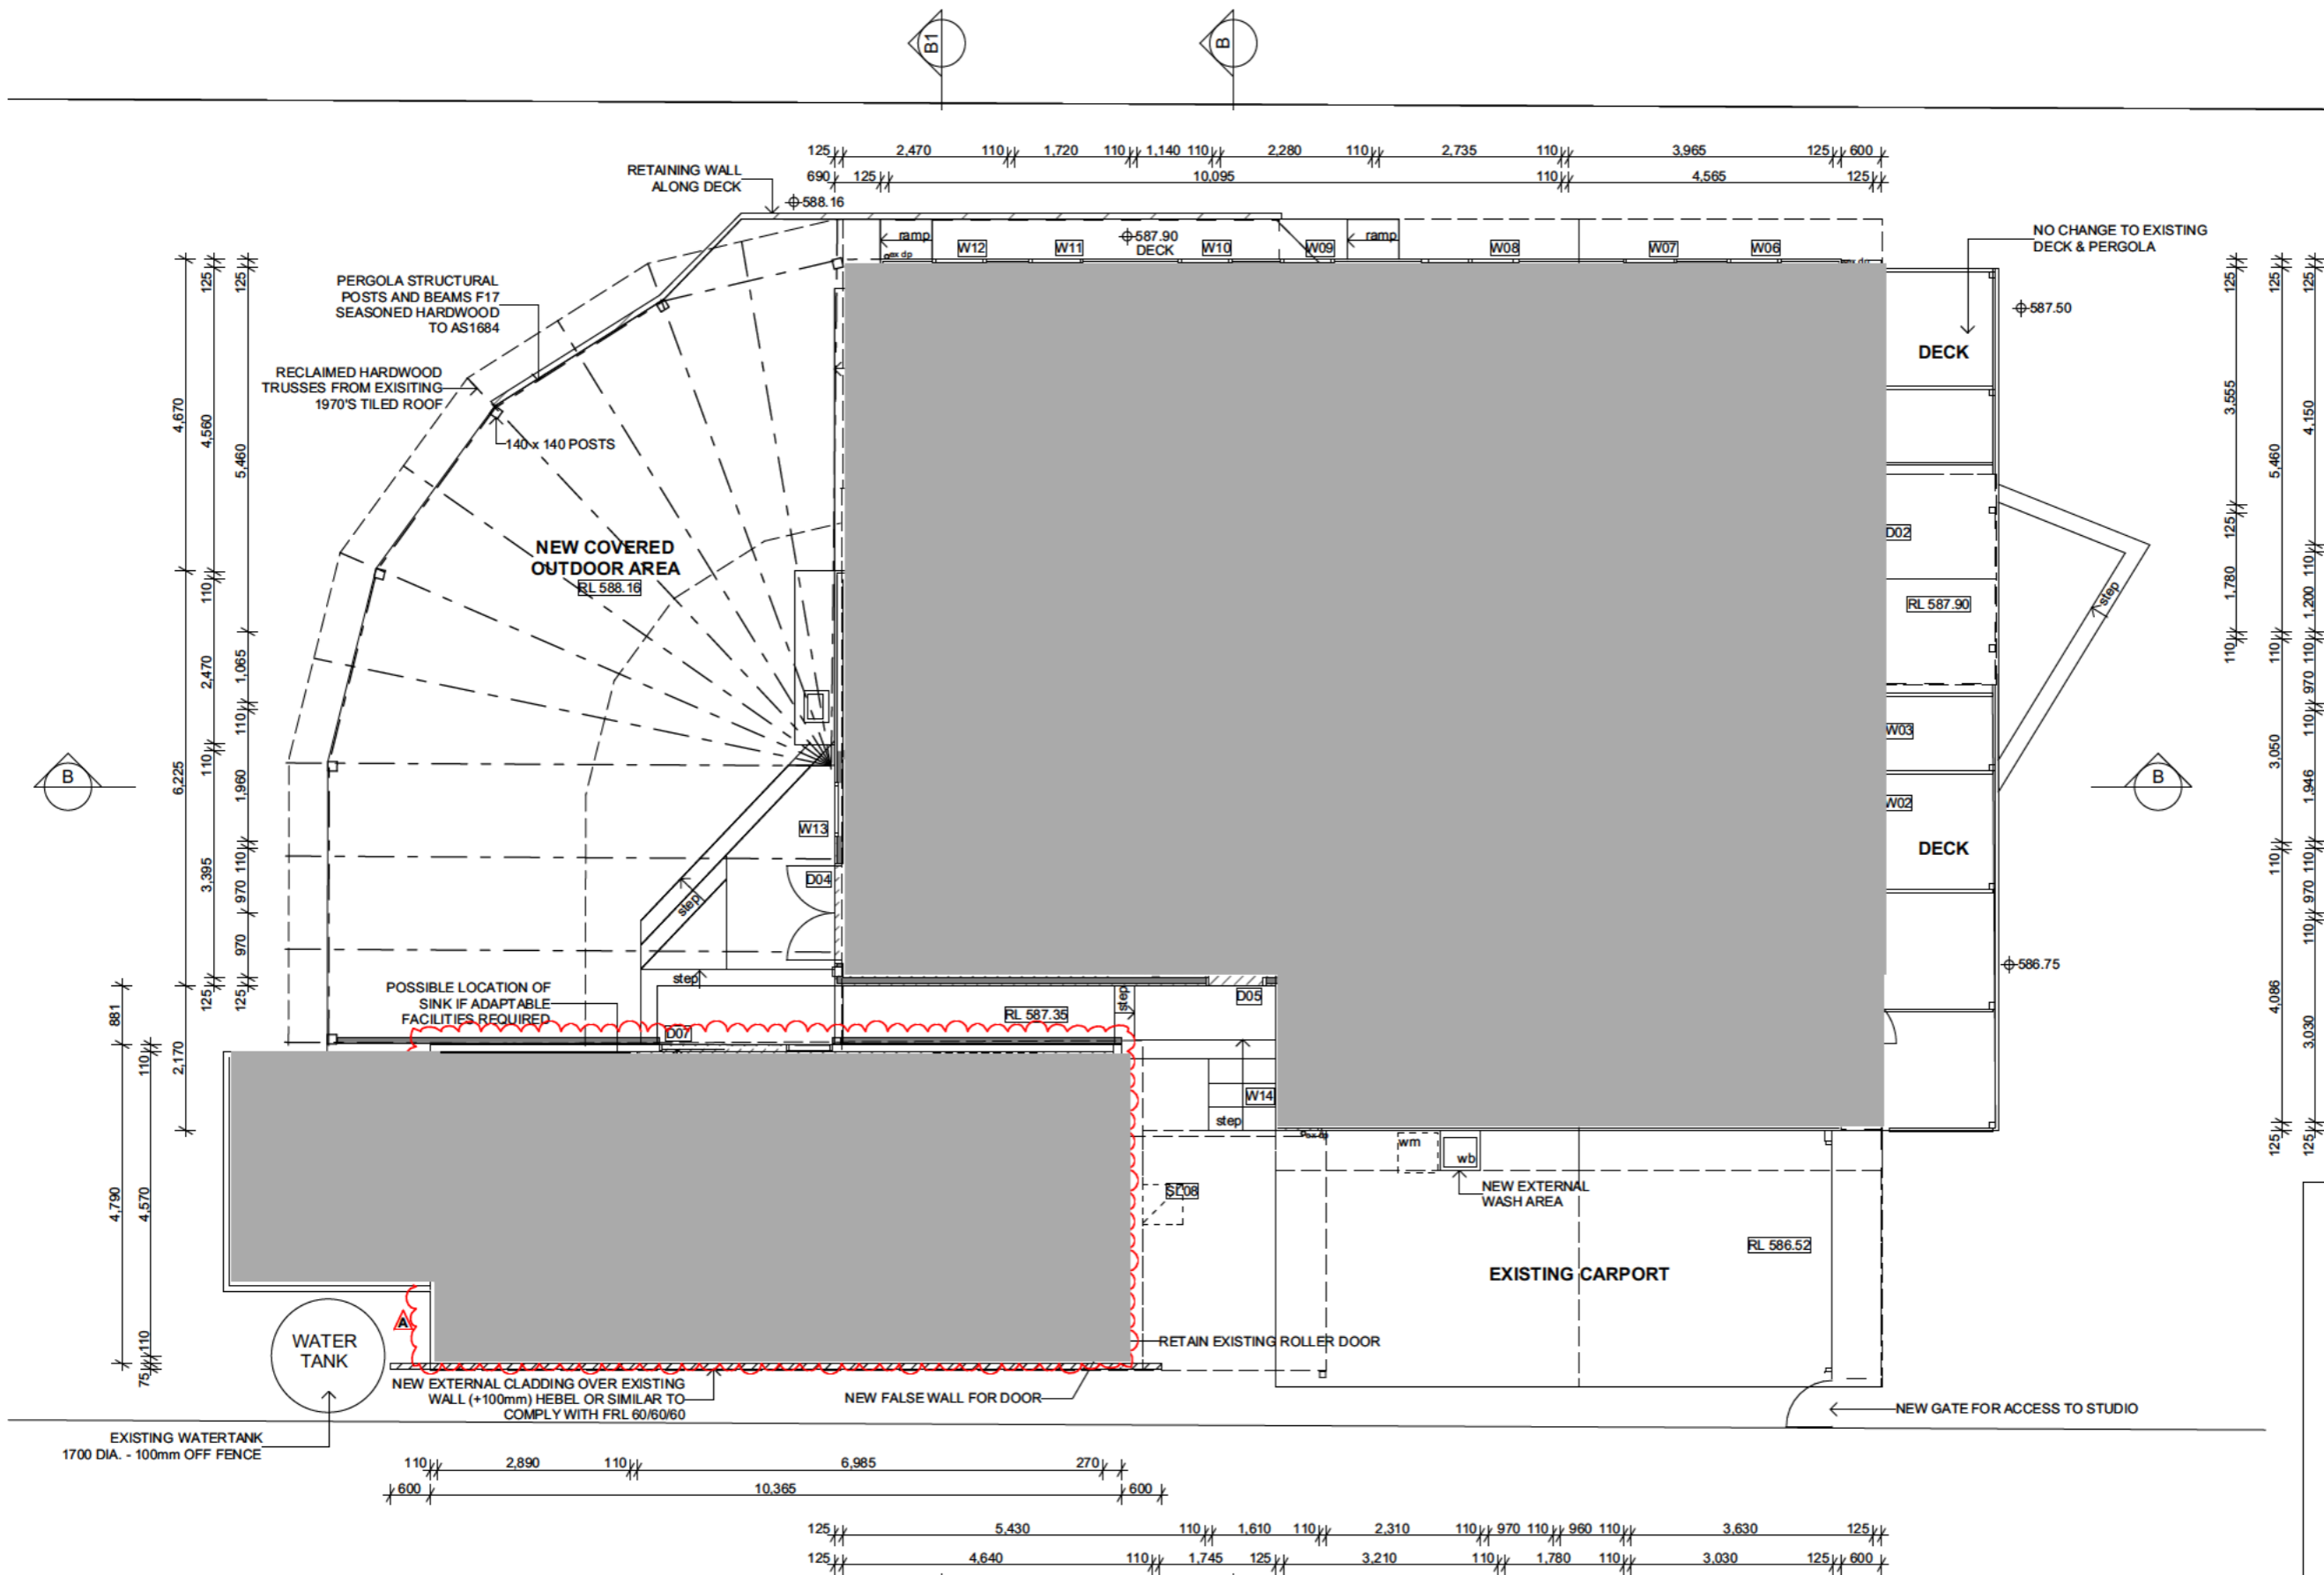 B1
B
125 2,470 110 1,720 110 1,140 110 2,280 110 2,735 110 3,965 125 600
690 125 10,095 110 4,565 125
RETAINING WALL
ALONG DECK
588.16
ramp
W12
W11
587.90
DECK
W10
W09
ramp
W08
W07
W06
NO CHANGE TO EXISTING
DECK & PERGOLA
PERGOLA STRUCTURAL
POSTS AND BEAMS F17
SEASONED HARDWOOD
TO AS1684
587.50
DECK
RECLAIMED HARDWOOD
TRUSSES FROM EXISITING
1970'S TILED ROOF
140 x 140 POSTS
NEW COVERED
OUTDOOR AREA
RL 588.16
D02
RL 587.90
step
W03
W02
DECK
586.75
B
B
W13
D04
step
step
4,670
6,225
2,170
125
4,560
110
2,470
110
3,395
125
125
5,460
1,065
110
1,960
110
970
970
125
881
4,790
110
4,570
110
75
125
3,555
125
1,780
110
125
5,460
110
3,050
110
4,086
125
125
4,150
110
1,200
110
970
110
1,946
110
970
110
3,030
125
POSSIBLE LOCATION OF
SINK IF ADAPTABLE
FACILITIES REQUIRED
D07
RL 587.35
step
D05
W14
step
wm
wb
NEW EXTERNAL
WASH AREA
SL08
RL 586.52
EXISTING CARPORT
A
WATER
TANK
RETAIN EXISTING ROLLER DOOR
NEW EXTERNAL CLADDING OVER EXISTING
WALL (+100mm) HEBEL OR SIMILAR TO
COMPLY WITH FRL 60/60/60
NEW FALSE WALL FOR DOOR
NEW GATE FOR ACCESS TO STUDIO
EXISTING WATERTANK
1700 DIA. - 100mm OFF FENCE
110 2,890 110 6,985 270
600 10,365 600
125 5,430 110 1,610 110 2,310 110 970 110 960 110 3,630 125
125 4,640 110 1,745 125 3,210 110 1,780 110 3,030 125 600